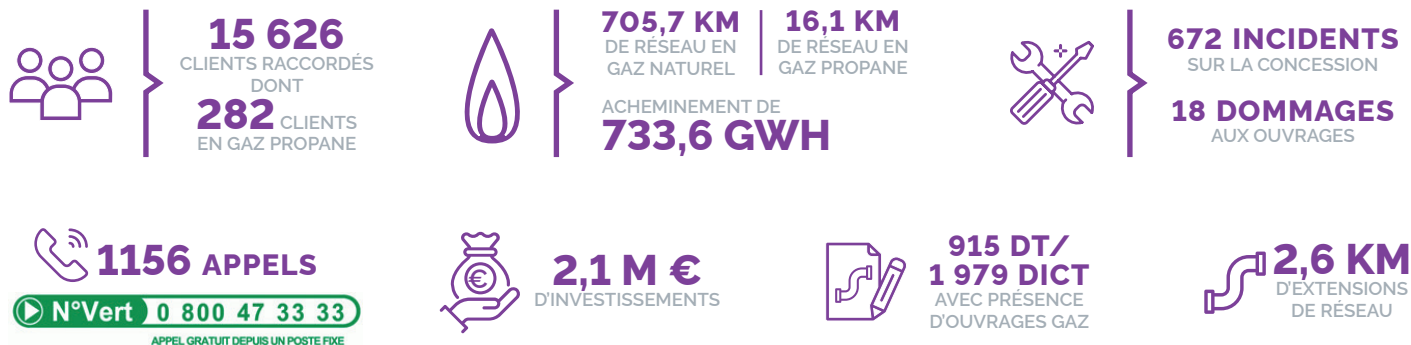 15 626
CLIENTS RACCORDÉS
DONT
282 CLIENTS
EN GAZ PROPANE
705,7 KM
DE RÉSEAU EN
GAZ NATUREL
16,1 KM
DE RÉSEAU EN
GAZ PROPANE
ACHEMINEMENT DE
733,6 GWH
672 INCIDENTS
SUR LA CONCESSION
18 DOMMAGES
AUX OUVRAGES
1156 APPELS
N°Vert 0 800 47 33 33
APPEL GRATUIT DEPUIS UN POSTE FIXE
2,1 M €
D'INVESTISSEMENTS
915 DT/
1 979 DICT
AVEC PRÉSENCE
D'OUVRAGES GAZ
2,6 KM
D'EXTENSIONS
DE RÉSEAU